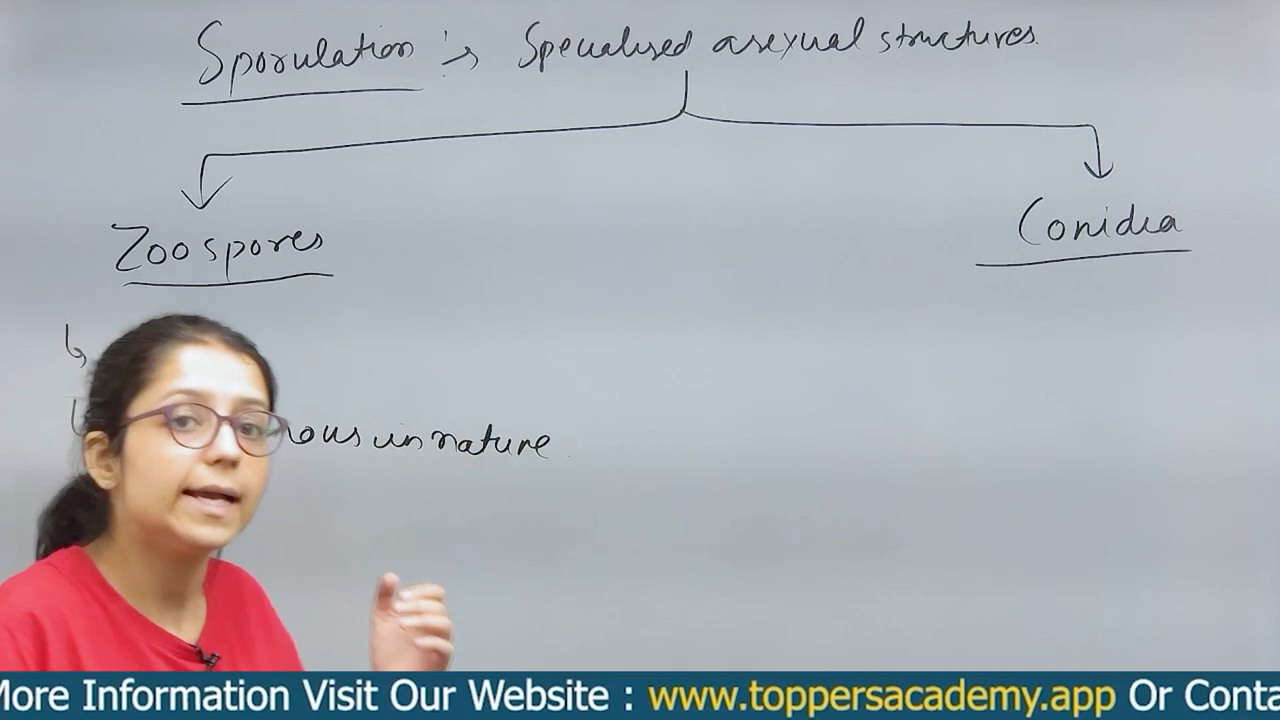 Sporulation :→ Specialised asexual structures.
Zoospores
Conidia
ous in nature
More Information Visit Our Website : www.toppersacademy.app Or Conta